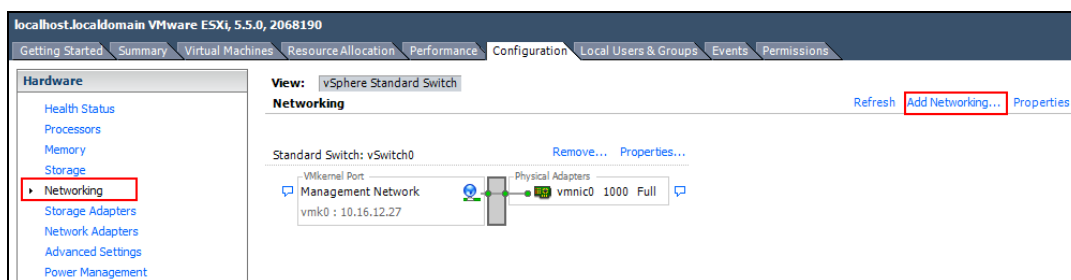 localhost.localdomain VMware ESXi, 5.5.0, 2068190
Getting Started Summary Virtual Machines Resource Allocation Performance Configuration Local Users & Groups Events Permissions
Hardware
Health Status
Processors
Memory
Storage
Networking
Storage Adapters
Network Adapters
Advanced Settings
Power Management
View: vSphere Standard Switch
Networking
Refresh Add Networking... Properties
Standard Switch: vSwitch0 Remove... Properties...
VMkernel Port Physical Adapters
Management Network vmnic0 1000 Full
vmk0 : 10.16.12.27